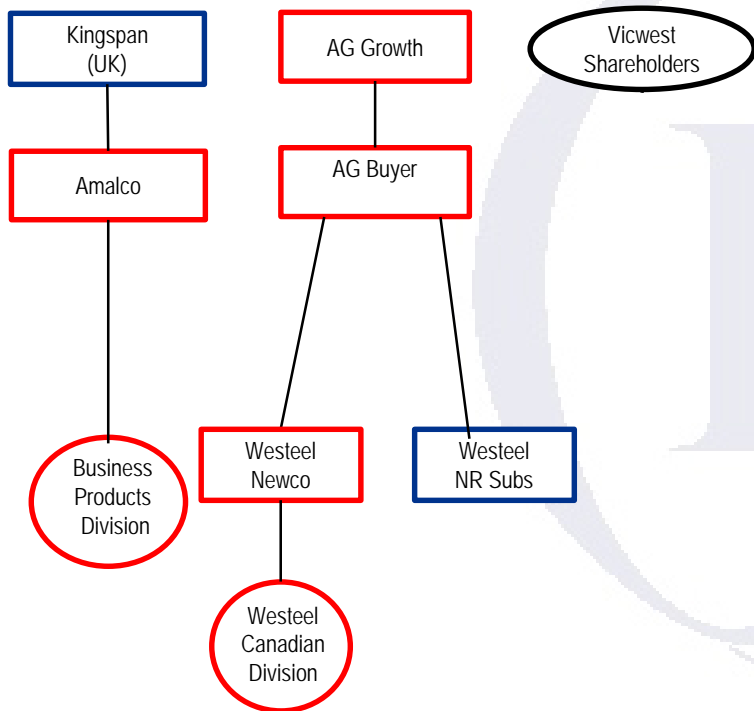 Kingspan
(UK)
AG Growth
Vicwest
Shareholders
Amalco
AG Buyer
Business
Products
Division
Westeel
Newco
Westeel
NR Subs
Westeel
Canadian
Division